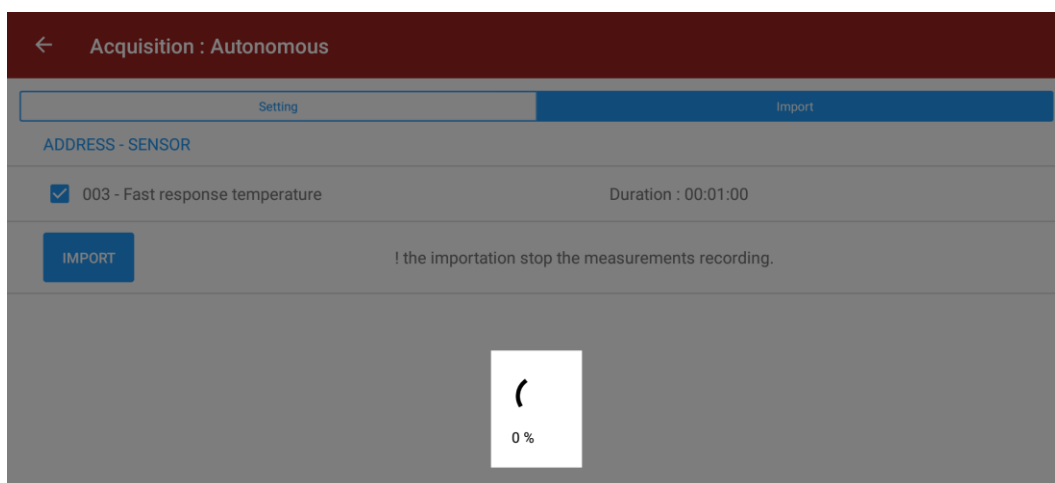 Acquisition : Autonomous
Setting
Import
ADDRESS - SENSOR
003 - Fast response temperature
Duration : 00:01:00
IMPORT
! the importation stop the measurements recording.
0 %